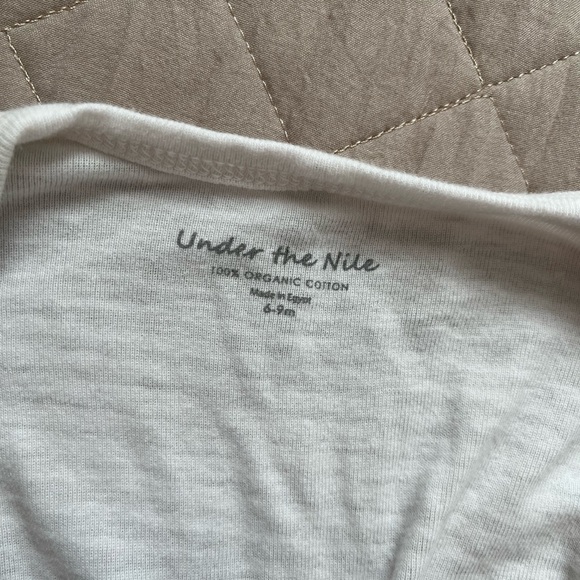 Under the Nile
100% ORGANIC COTTON
Made in Egypt
6-9m